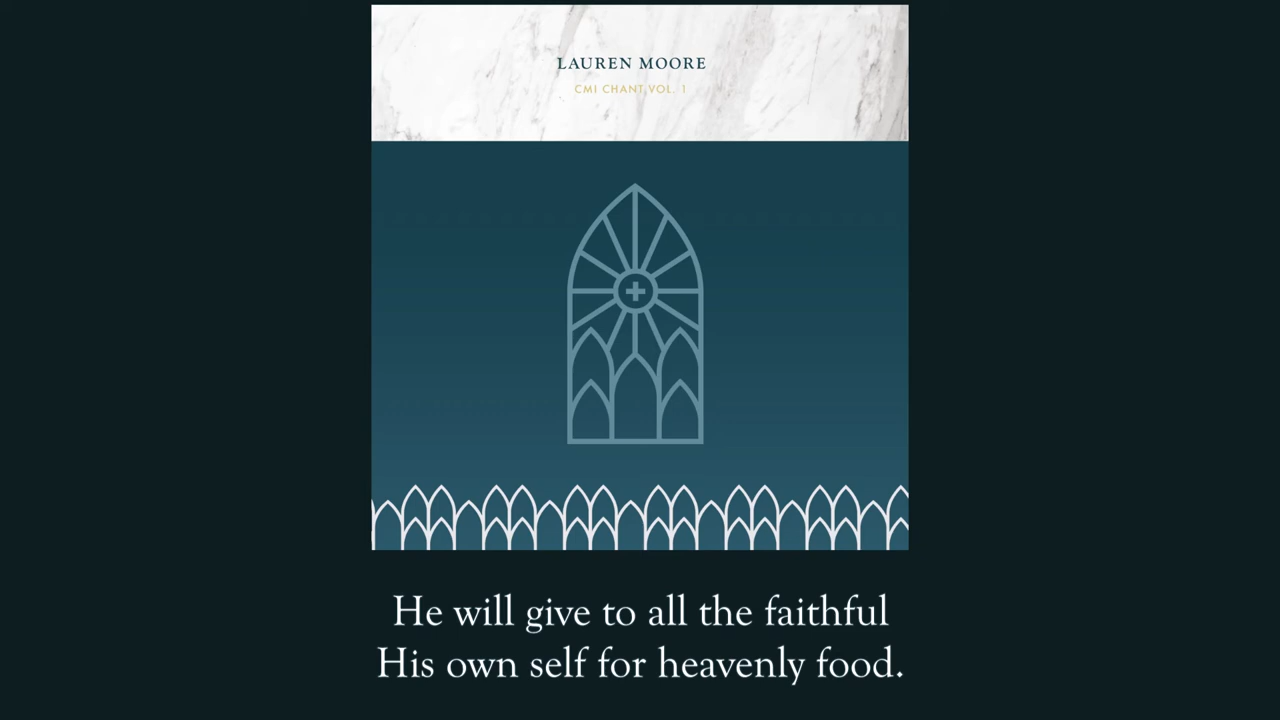 LAUREN MOORE
CMI CHANT VOL. 1
He will give to all the faithful
His own self for heavenly food.